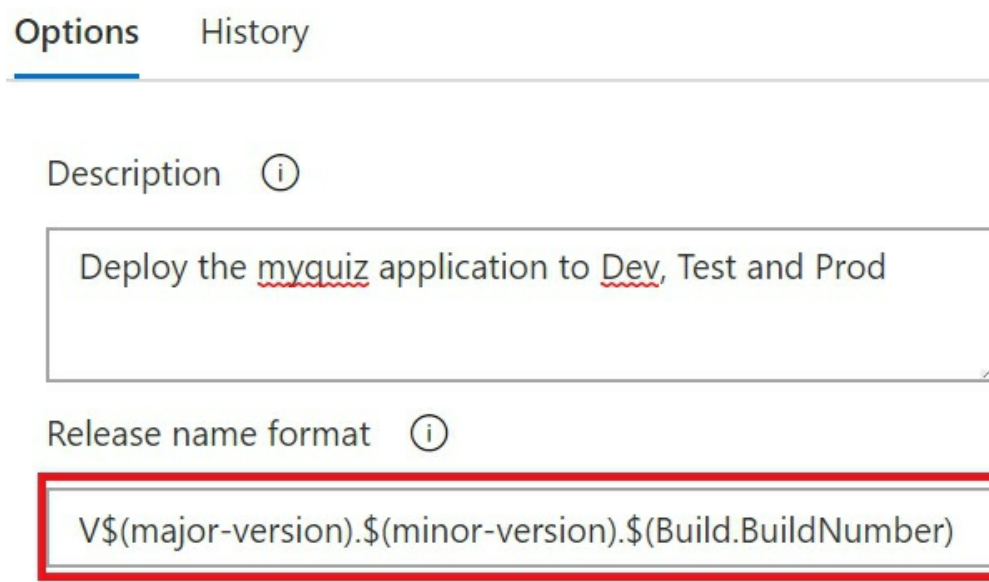 Options History
Description
Deploy the myquiz application to Dev, Test and Prod
Release name format
V$(major-version).$(minor-version).$(Build.BuildNumber)